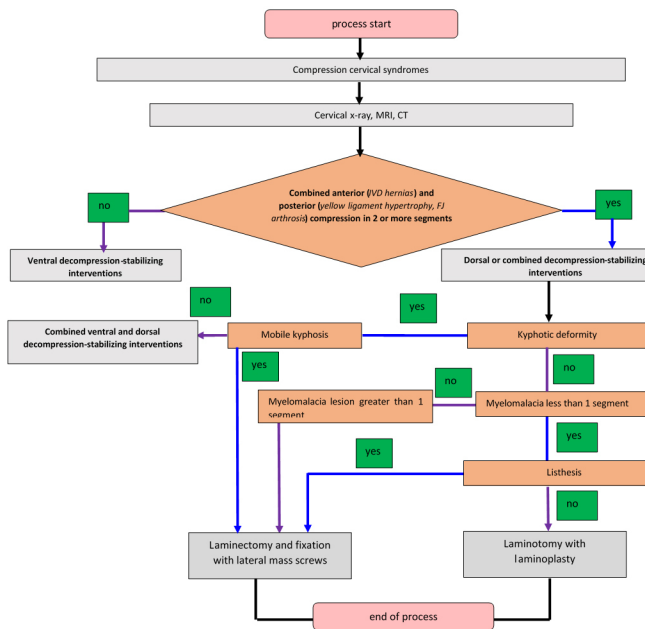 process start
Compression cervical syndromes
Cervical x-ray, MRI, CT
Combined anterior (IVD hernias) and
posterior (yellow ligament hypertrophy, FJ
arthrosis) compression in 2 or more
segments
no
yes
Ventral decompression-stabilizing
interventions
Dorsal or combined decompression-stabilizing
interventions
no
yes
Combined ventral and dorsal
decompression-stabilizing interventions
Mobile kyphosis
Kyphotic deformity
yes
no
no
Myelomalacia lesion greater than 1
segment
Myelomalacia less than 1 segment
yes
yes
Listhesis
no
Laminectomy and fixation
with lateral mass screws
Laminotomy with
laminoplasty
end of process